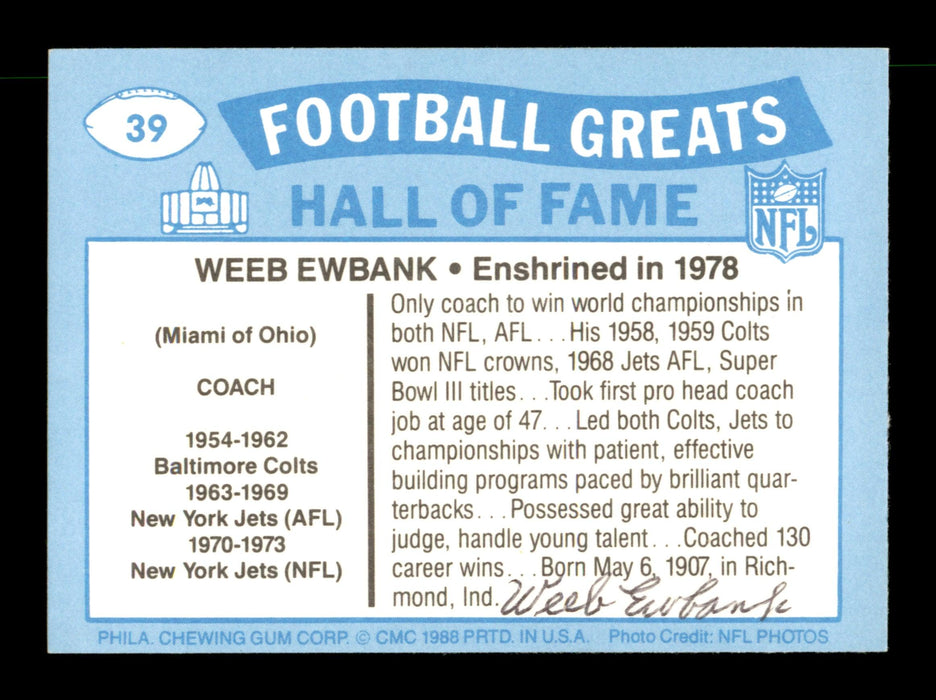 39
FOOTBALL GREATS
HALL OF FAME
NFL
WEEB EWBANK • Enshrined in 1978
(Miami of Ohio)
COACH
1954-1962
Baltimore Colts
1963-1969
New York Jets (AFL)
1970-1973
New York Jets (NFL)
Only coach to win world championships in
both NFL, AFL. . .His 1958, 1959 Colts
won NFL crowns, 1968 Jets AFL, Super
Bowl III titles. . .Took first pro head coach
job at age of 47. . .Led both Colts, Jets to
championships with patient, effective
building programs paced by brilliant quar-
terbacks. . .Possessed great ability to
judge, handle young talent. . .Coached 130
career wins. . .Born May 6, 1907, in Rich-
mond, Ind.
Weeb Ewbank
PHILA. CHEWING GUM CORP. © CMC 1988 PRTD. IN U.S.A. Photo Credit: NFL PHOTOS